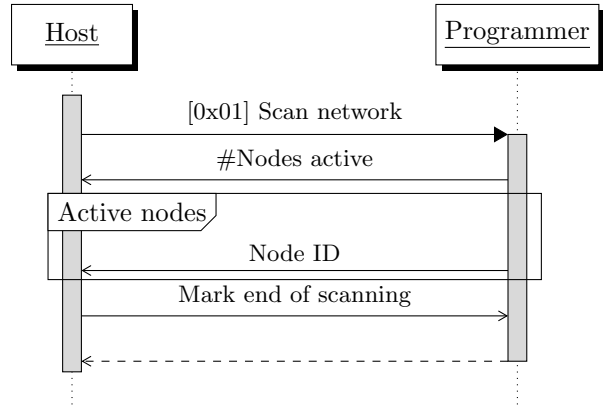 Host
Programmer
[0x01] Scan network
#Nodes active
Active nodes
Node ID
Mark end of scanning